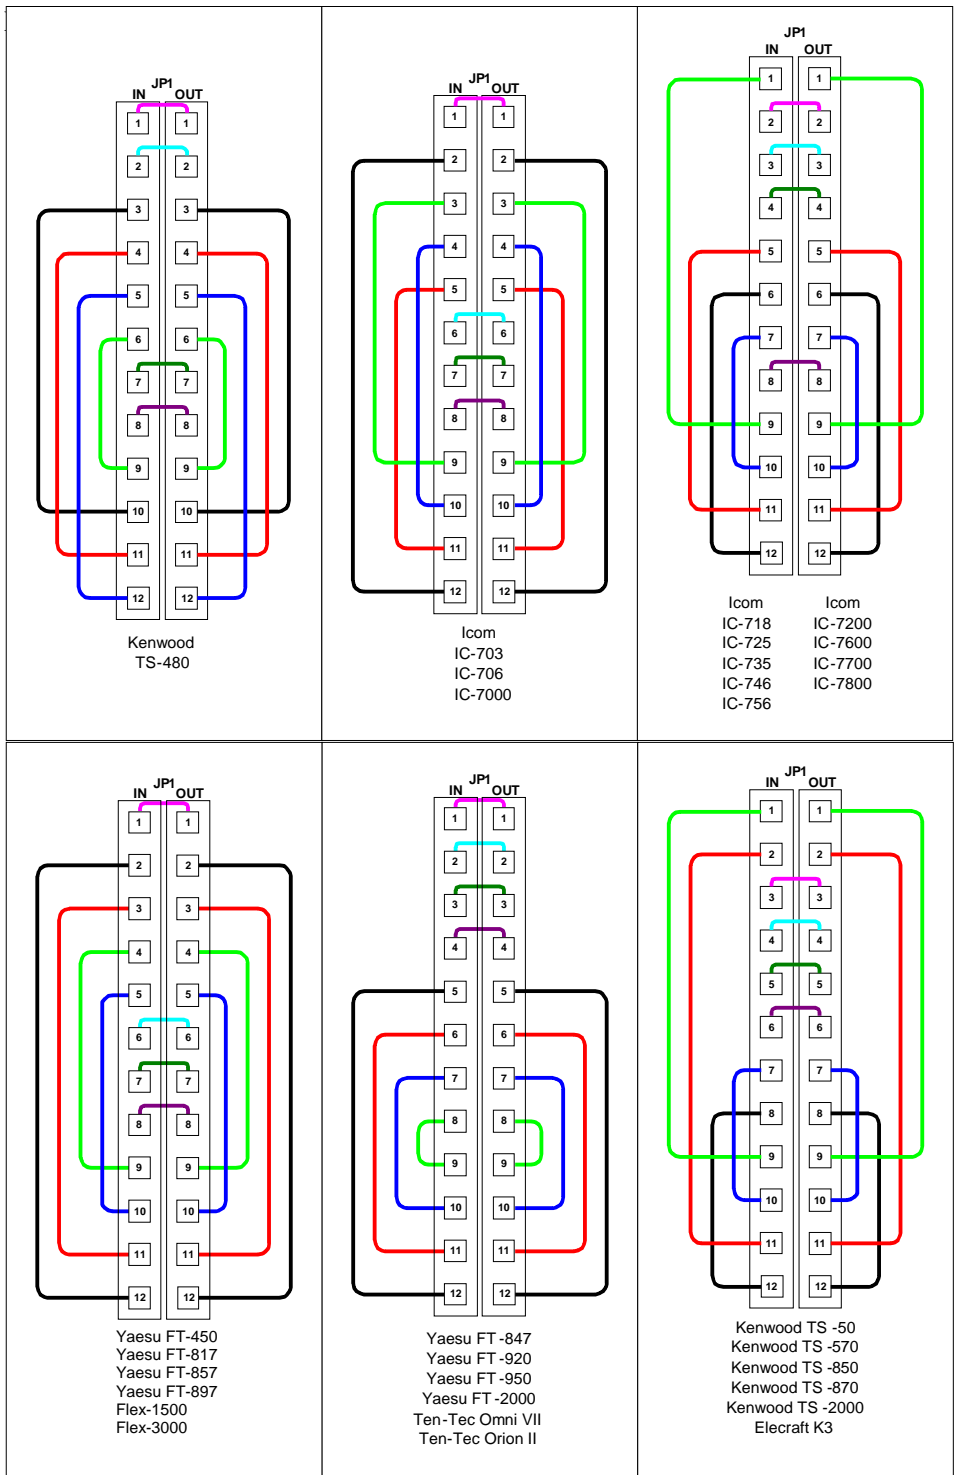 JP1
IN OUT
1 1
2 2
3 3
4 4
5 5
6 6
7 7
8 8
9 9
10 10
11 11
12 12
Kenwood
TS-480
JP1
IN OUT
1 1
2 2
3 3
4 4
5 5
6 6
7 7
8 8
9 9
10 10
11 11
12 12
Icom
IC-703
IC-706
IC-7000
JP1
IN OUT
1 1
2 2
3 3
4 4
5 5
6 6
7 7
8 8
9 9
10 10
11 11
12 12
Icom Icom
IC-718 IC-7200
IC-725 IC-7600
IC-735 IC-7700
IC-746 IC-7800
IC-756
JP1
IN OUT
1 1
2 2
3 3
4 4
5 5
6 6
7 7
8 8
9 9
10 10
11 11
12 12
Yaesu FT-450
Yaesu FT-817
Yaesu FT-857
Yaesu FT-897
Flex-1500
Flex-3000
JP1
IN OUT
1 1
2 2
3 3
4 4
5 5
6 6
7 7
8 8
9 9
10 10
11 11
12 12
Yaesu FT-847
Yaesu FT-920
Yaesu FT-950
Yaesu FT-2000
Ten-Tec Omni VII
Ten-Tec Orion II
JP1
IN OUT
1 1
2 2
3 3
4 4
5 5
6 6
7 7
8 8
9 9
10 10
11 11
12 12
Kenwood TS-50
Kenwood TS-570
Kenwood TS-850
Kenwood TS-870
Kenwood TS-2000
Elecraft K3